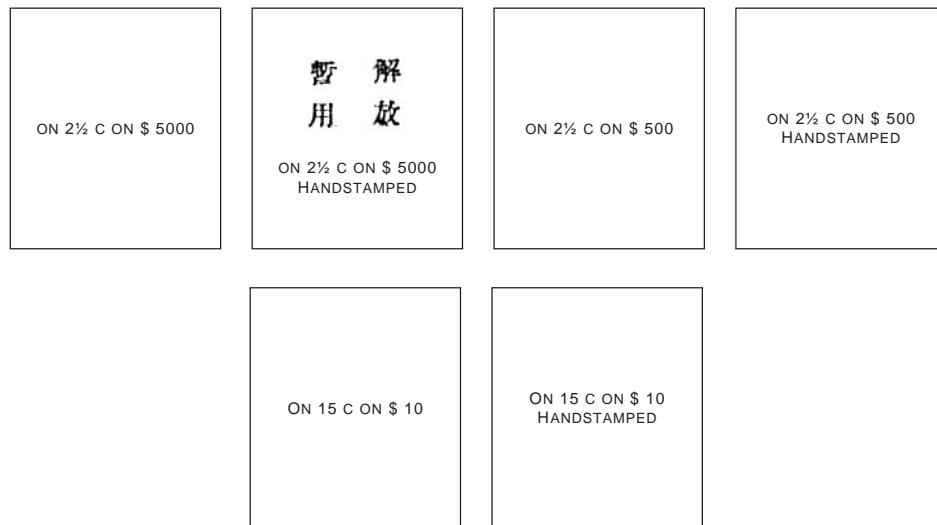 ON 2½ C ON $ 5000
暫 解
用 放
ON 2½ C ON $ 5000
HANDSTAMPED
ON 2½ C ON $ 500
ON 2½ C ON $ 500
HANDSTAMPED
ON 15 C ON $ 10
ON 15 C ON $ 10
HANDSTAMPED